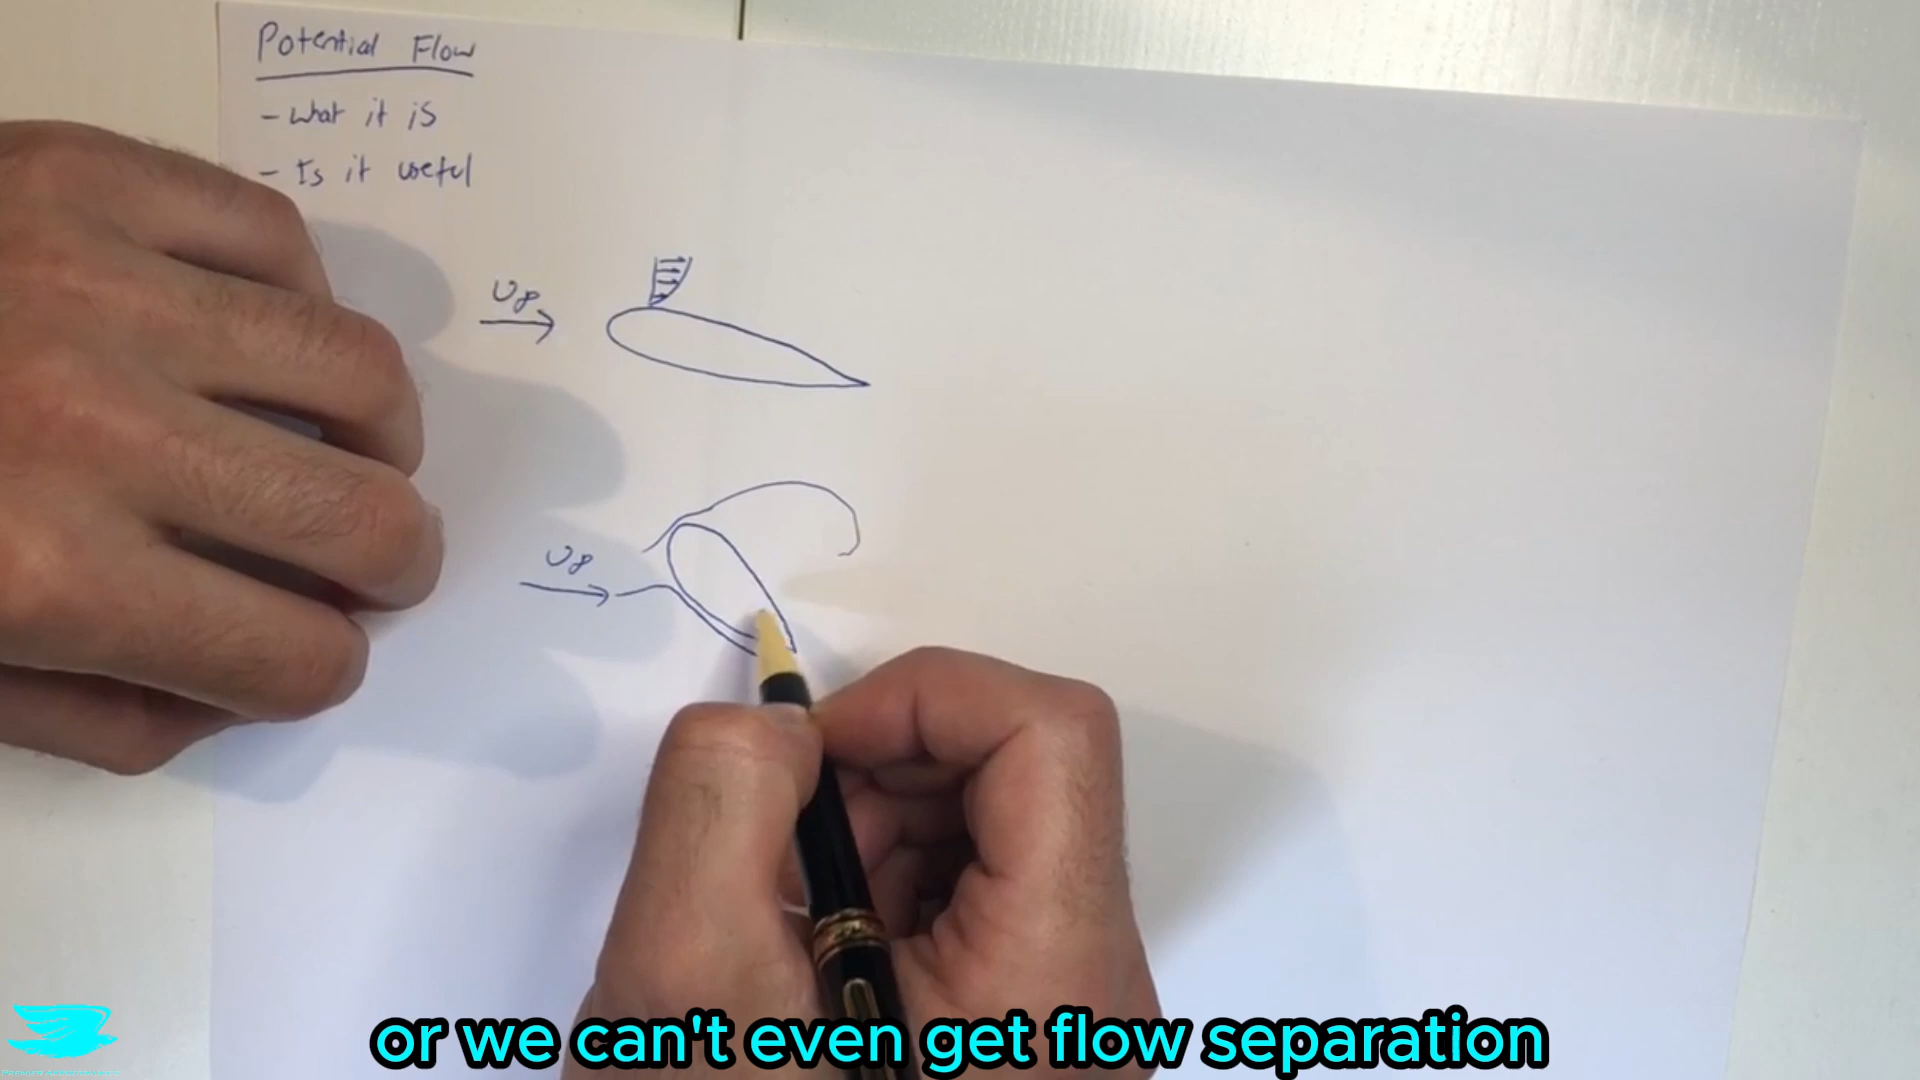 Potential Flow
- What it is
- Is it useful
U∞
U∞
or we can't even get flow separation